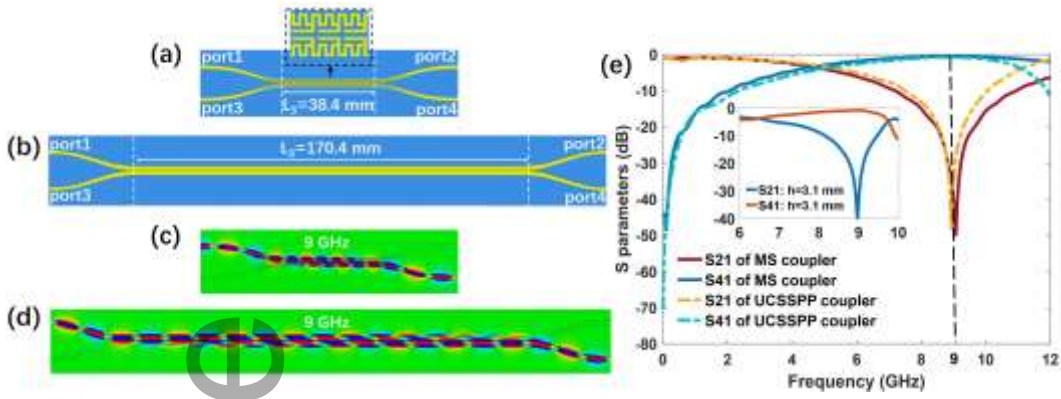 (a)
port1
port2
Ls=38.4 mm
port3
port4
(b)
port1
port2
Ls=170.4 mm
port3
port4
(c)
9 GHz
(d)
9 GHz
(e)
0
-10
-20
-30
-40
-50
-60
-70
-80
S parameters (dB)
0
-10
-20
-30
-40
S21: h=3.1 mm
S41: h=3.1 mm
6 7 8 9 10
S21 of MS coupler
S41 of MS coupler
S21 of UCSSPP coupler
S41 of UCSSPP coupler
0 2 4 6 8 9 10 12
Frequency (GHz)